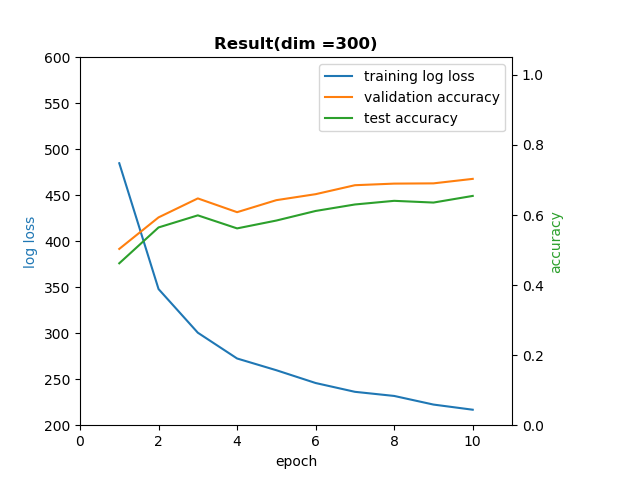 Result(dim =300)
training log loss
validation accuracy
test accuracy
600
550
500
450
400
350
300
250
200
log loss
1.0
0.8
0.6
0.4
0.2
0.0
accuracy
0 2 4 6 8 10
epoch